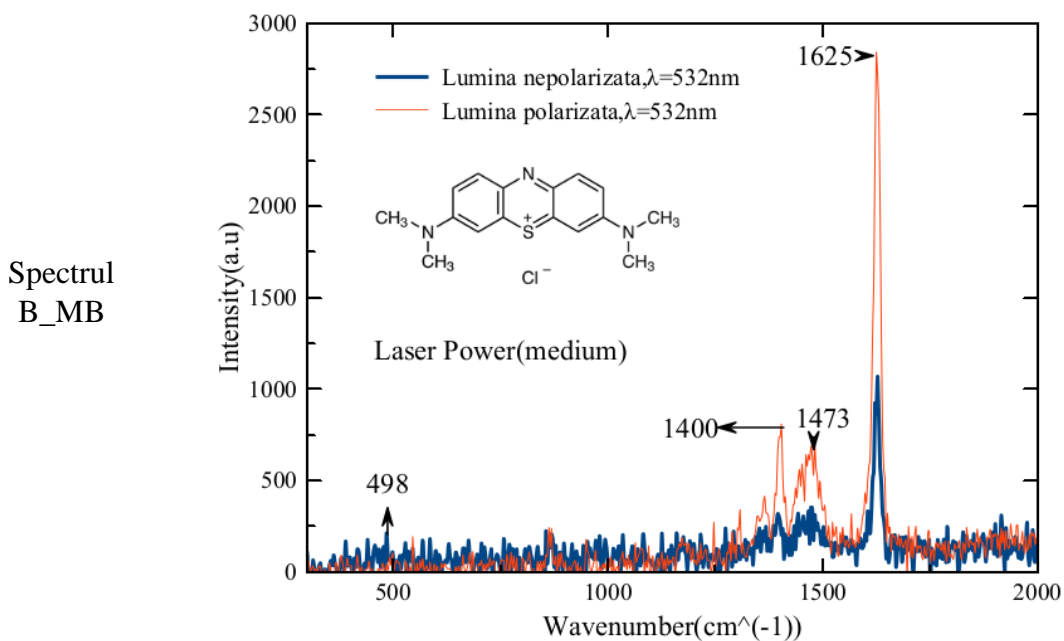 Spectrul
B_MB
Intensity(a.u)
3000
2500
2000
1500
1000
500
0
Lumina nepolarizata,λ=532nm
Lumina polarizata,λ=532nm
1625
N
CH₃
N
CH₃
S
+
N
CH₃
CH₃
Cl⁻
Laser Power(medium)
1400
1473
498
500
1000
1500
2000
Wavenumber(cm^(-1))